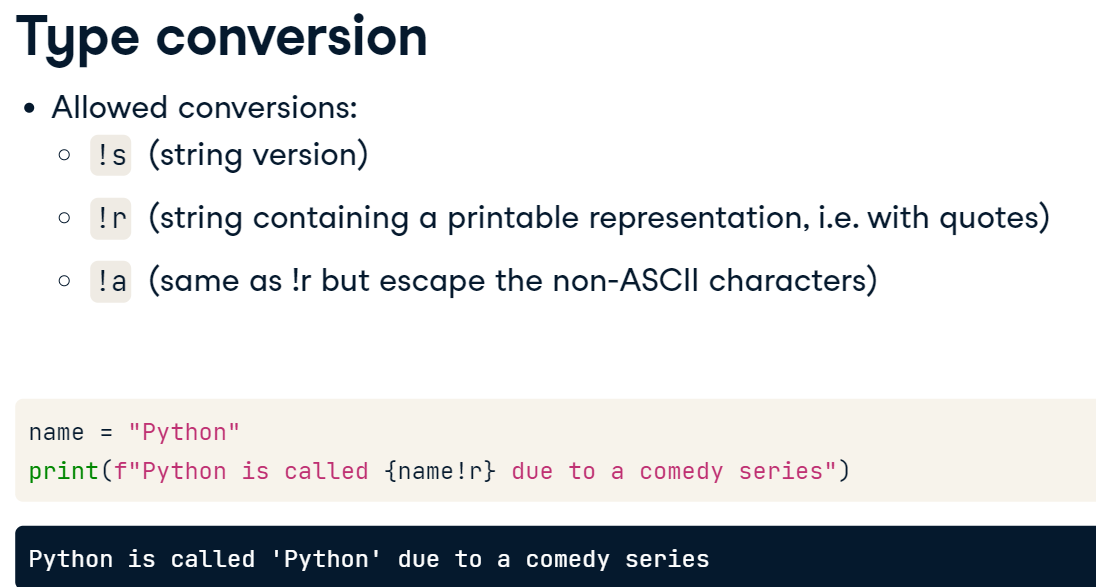 Type conversion
• Allowed conversions:
○ !s (string version)
○ !r (string containing a printable representation, i.e. with quotes)
○ !a (same as !r but escape the non-ASCII characters)
name = "Python"
print(f"Python is called {name!r} due to a comedy series")
Python is called 'Python' due to a comedy series